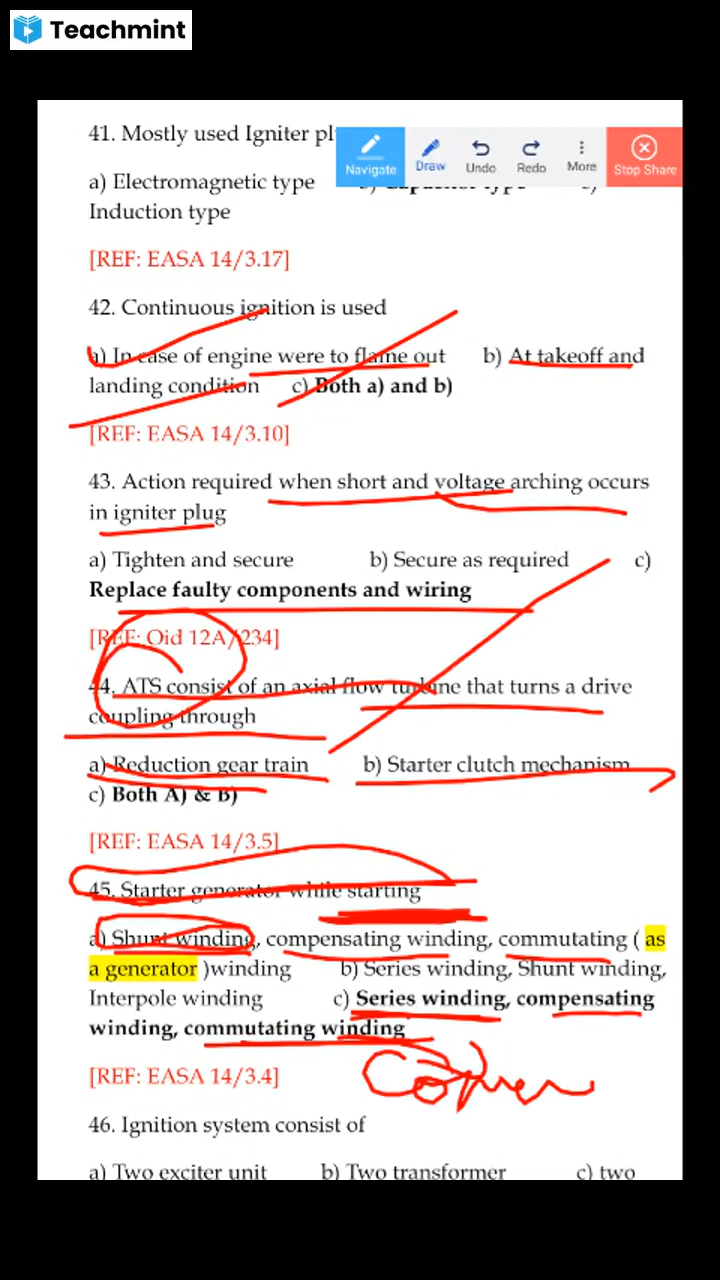 Teachmint
41. Mostly used Igniter
Navigate Draw Undo Redo More Stop Share
a) Electromagnetic type
Induction type
[REF: EASA 14/3.17]
42. Continuous ignition is used
a) In case of engine were to flame out b) At takeoff and
landing condition c) Both a) and b)
[REF: EASA 14/3.10]
43. Action required when short and voltage arching occurs
in igniter plug
a) Tighten and secure b) Secure as required c)
Replace faulty components and wiring
[REF: Oid 12A/234]
44. ATS consist of an axial flow turbine that turns a drive
coupling through
a) Reduction gear train b) Starter clutch mechanism
c) Both A) & B)
[REF: EASA 14/3.5]
45. Starter generator while starting
a) Shunt winding, compensating winding, commutating ( as
a generator )winding b) Series winding, Shunt winding,
Interpole winding c) Series winding, compensating
winding, commutating winding
[REF: EASA 14/3.4]
46. Ignition system consist of
a) Two exciter unit b) Two transformer c) two